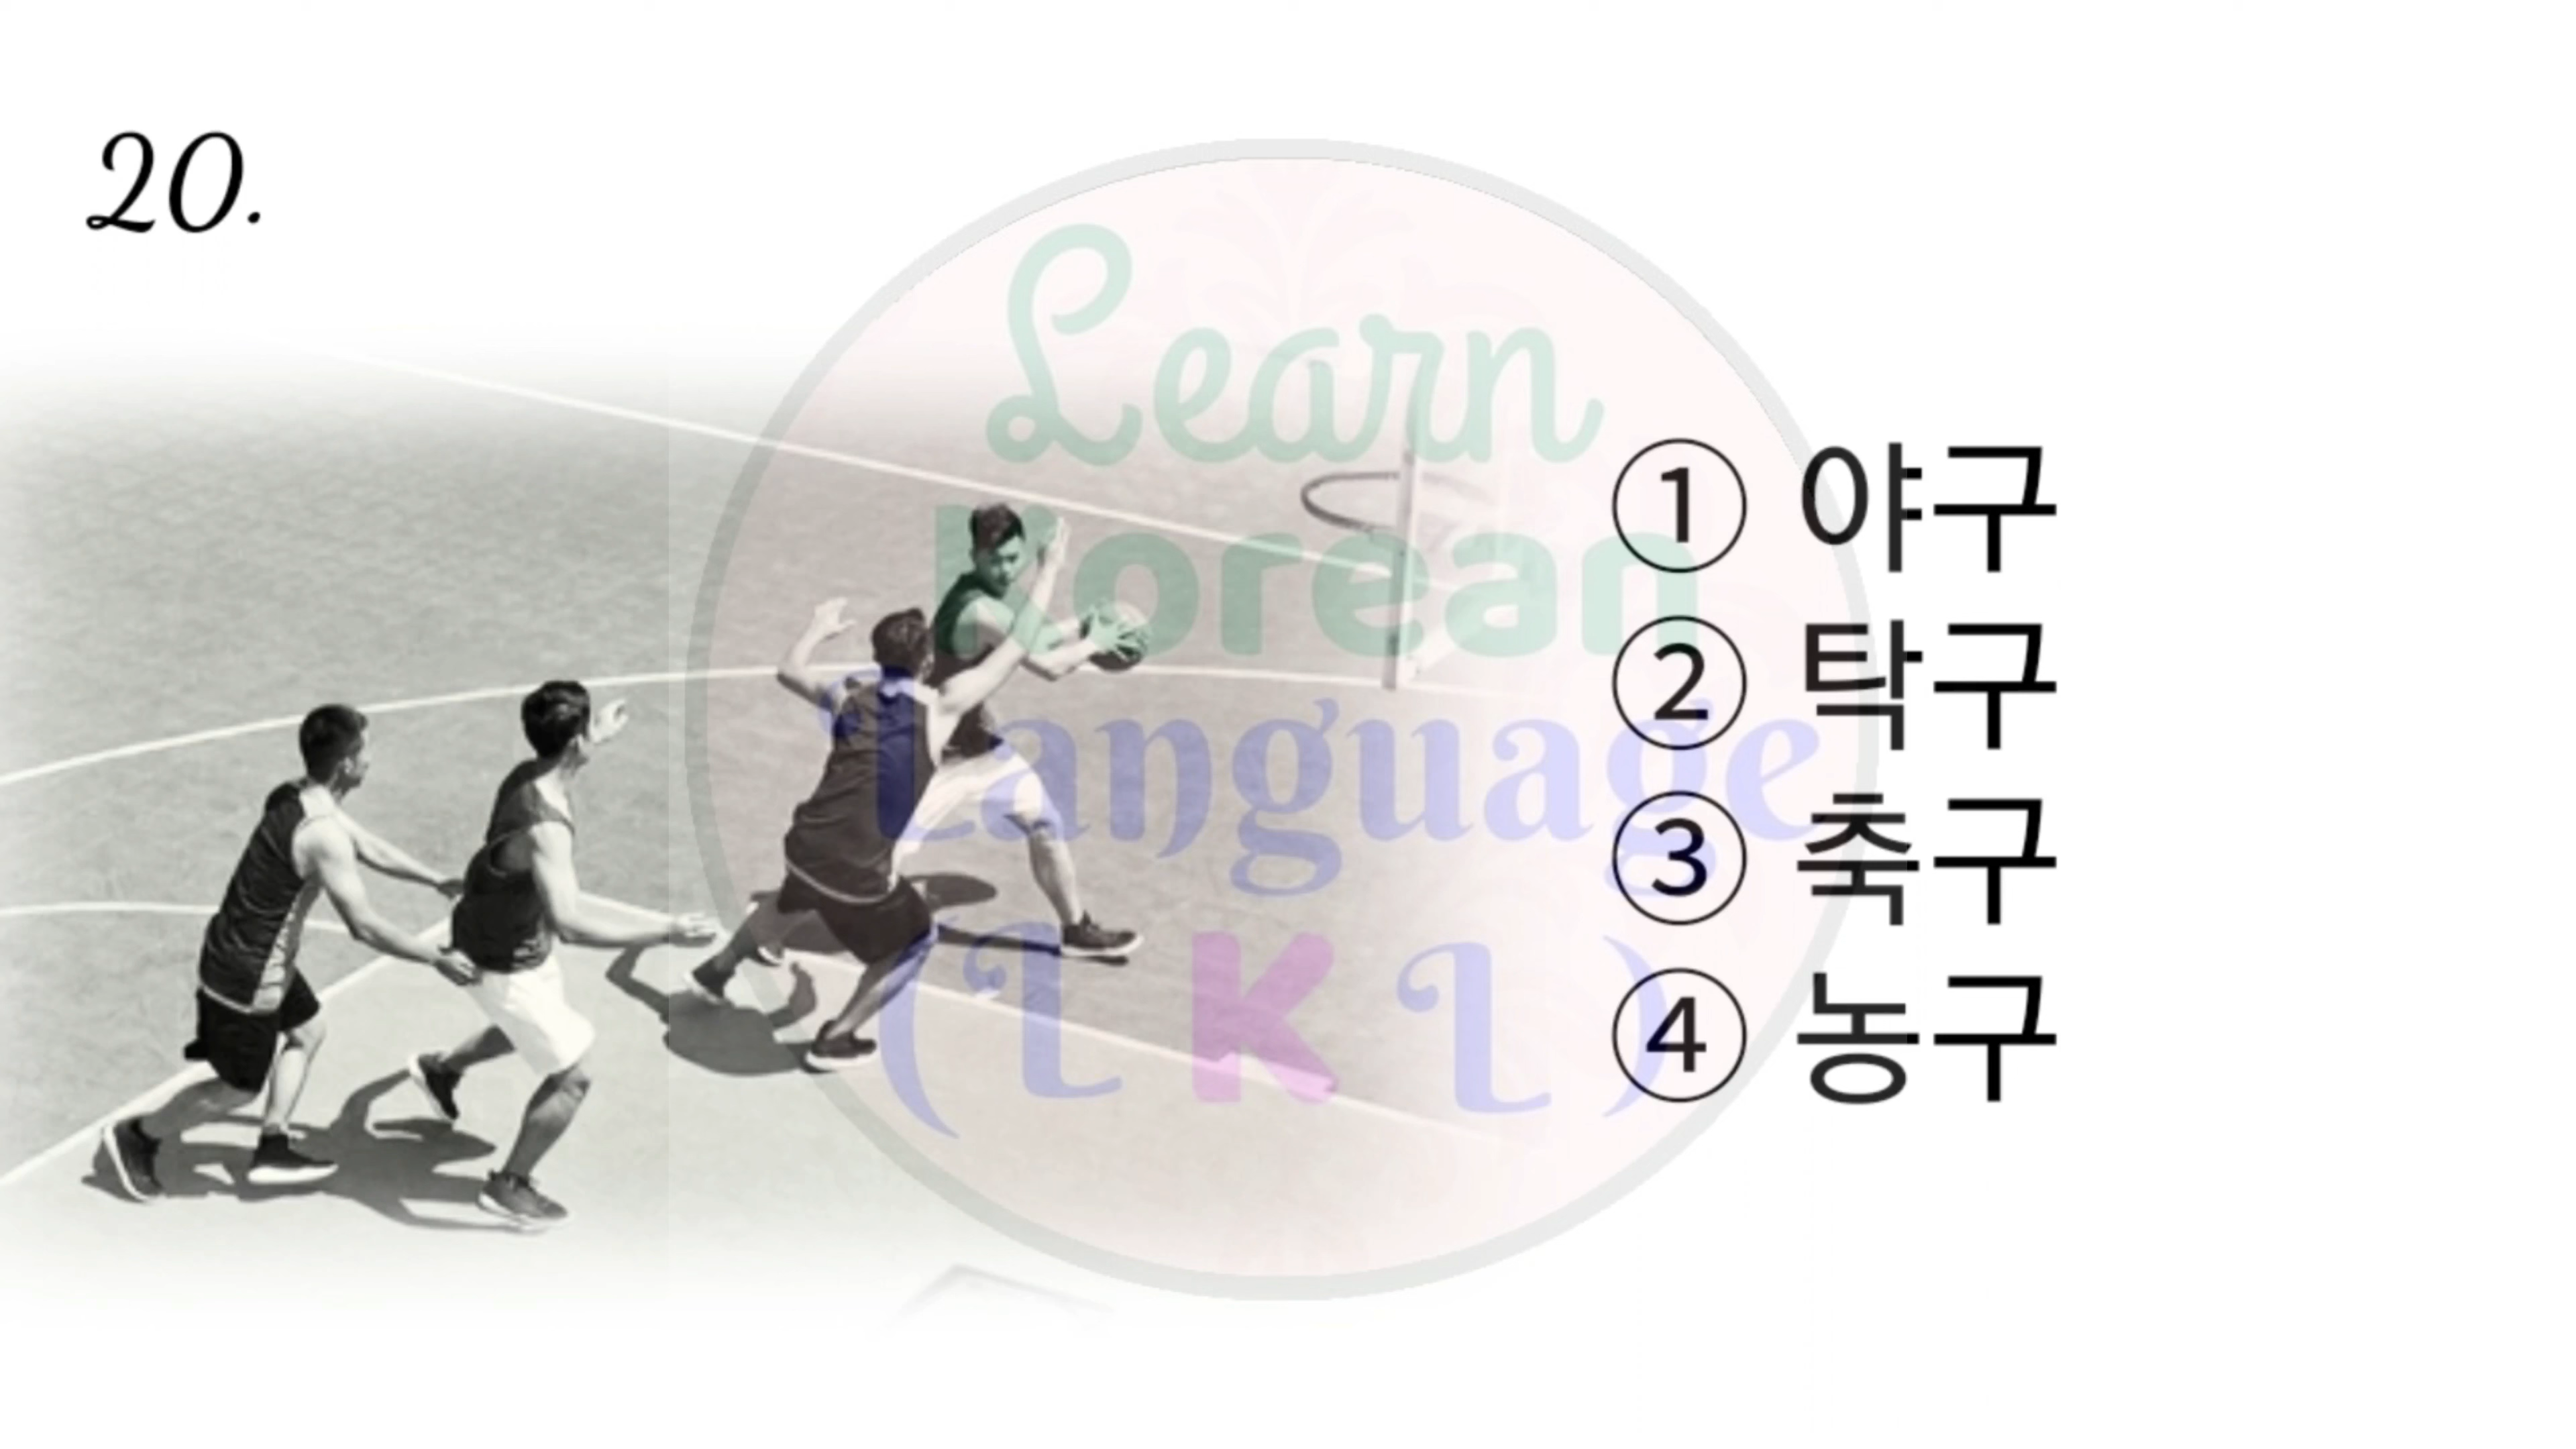 20.
Learn
Korean
Language
(LKL)
① 야구
② 탁구
③ 축구
④ 농구